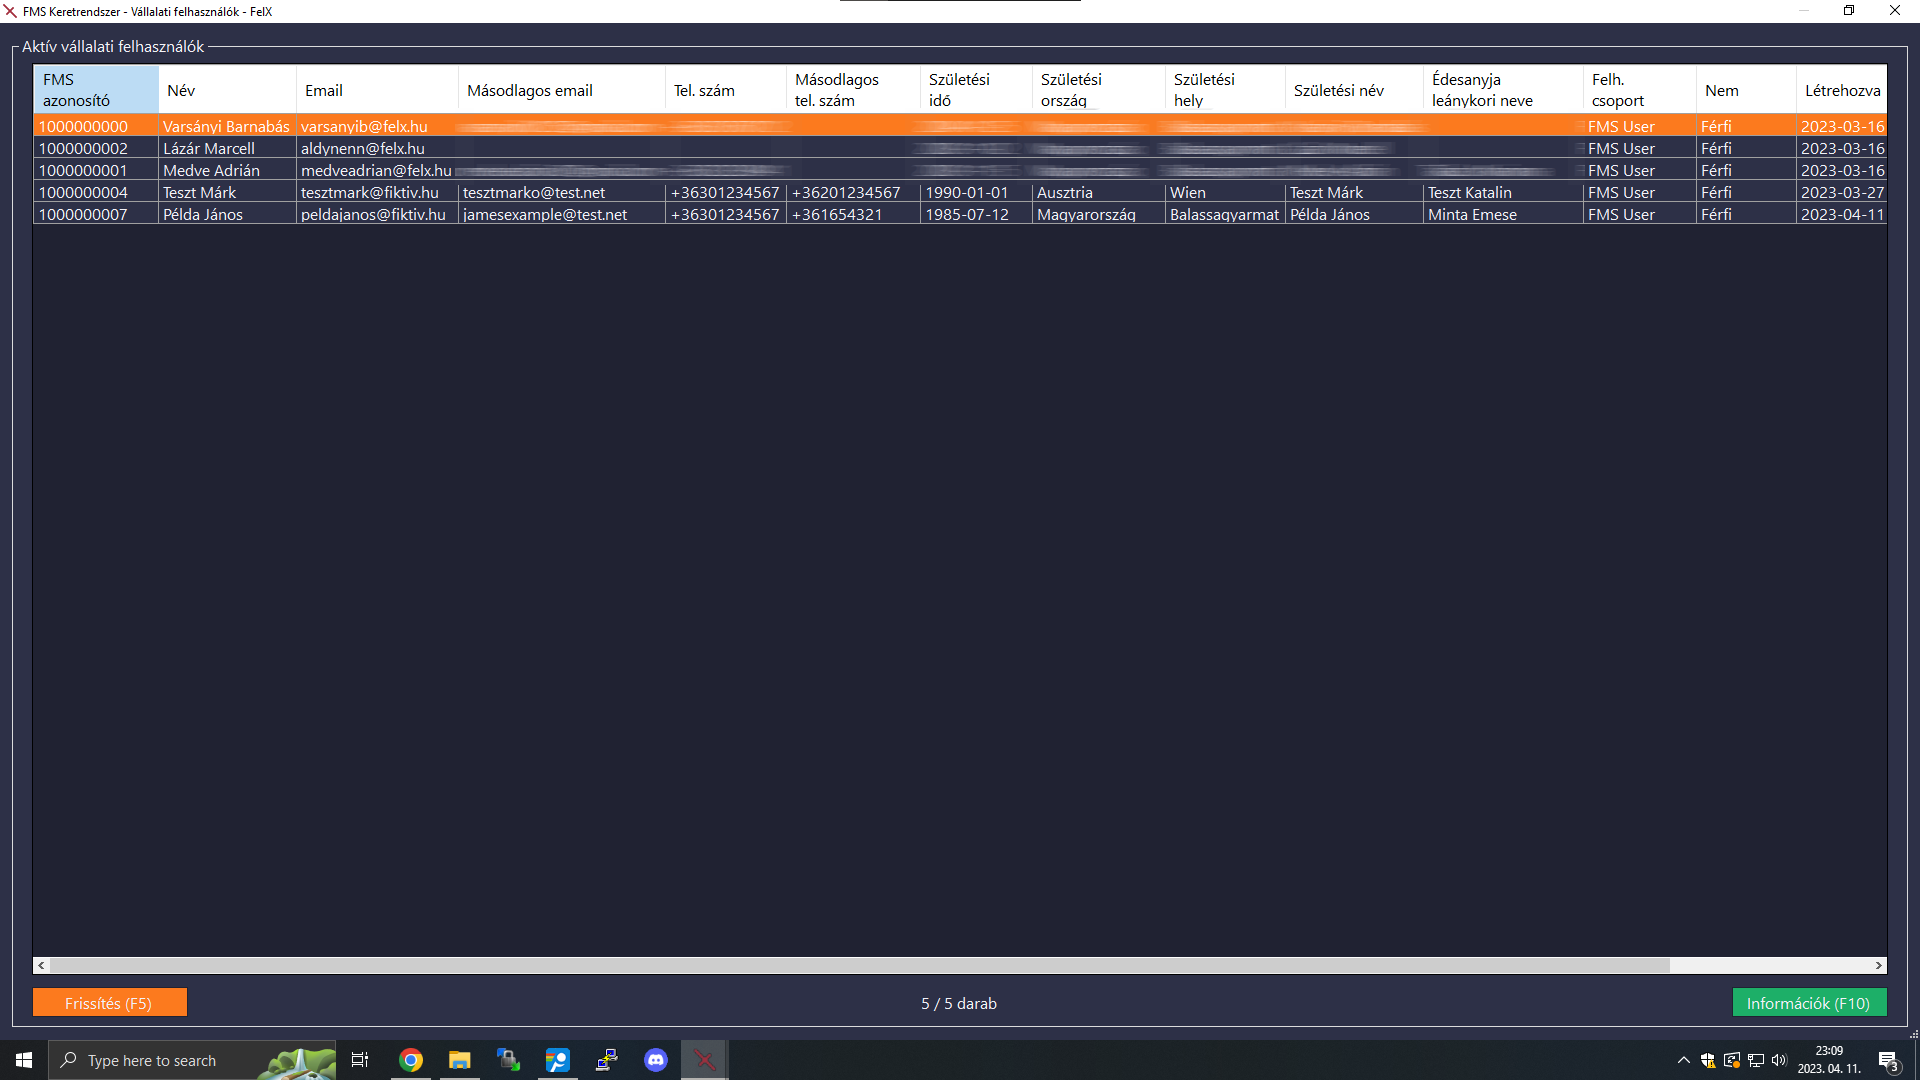 FMS Keretrendszer - Vállalati felhasználók - FelX
Aktív vállalati felhasználók
FMS azonosító Név Email Másodlagos email Tel. szám Másodlagos tel. szám Születési idő Születési ország Születési hely Születési név Édesanyja leánykori neve Felh. csoport Nem Létrehozva
1000000000 Varsányi Barnabás varsanyib@felx.hu FMS User Férfi 2023-03-16
1000000002 Lázár Marcell aldynenn@felx.hu FMS User Férfi 2023-03-16
1000000001 Medve Adrián medveadrian@felx.hu FMS User Férfi 2023-03-16
1000000004 Teszt Márk tesztmark@fiktiv.hu tesztmarko@test.net +36301234567 +36201234567 1990-01-01 Ausztria Wien Teszt Márk Teszt Katalin FMS User Férfi 2023-03-27
1000000007 Példa János peldajanos@fiktiv.hu jamesexample@test.net +36301234567 +361654321 1985-07-12 Magyarország Balassagyarmat Példa János Minta Emese FMS User Férfi 2023-04-11
Frissítés (F5) 5 / 5 darab Információk (F10)
Type here to search
23:09
2023. 04. 11.
3